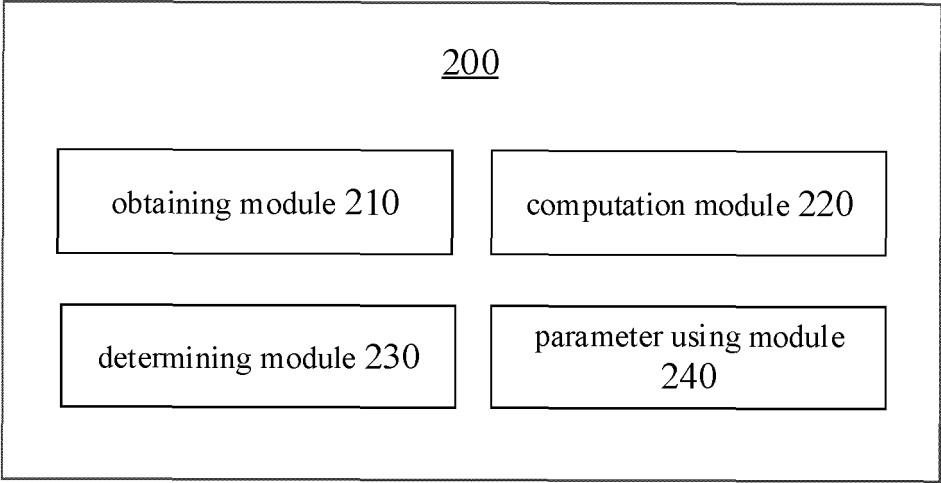 200
obtaining module 210
computation module 220
determining module 230
parameter using module
240